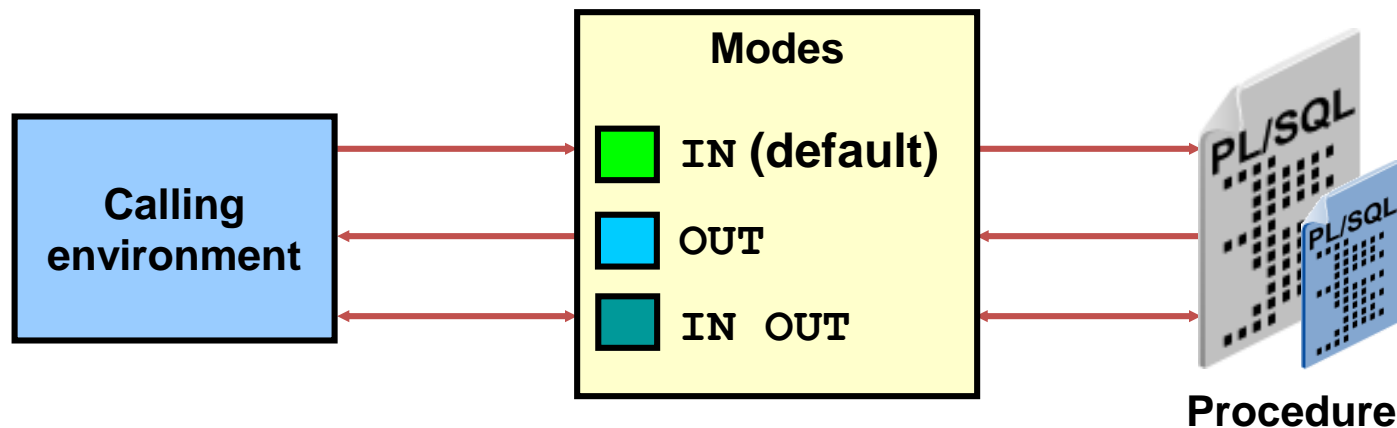 Modes
IN (default)
OUT
IN OUT
Calling
environment
PL/SQL
PL/SQL
Procedure